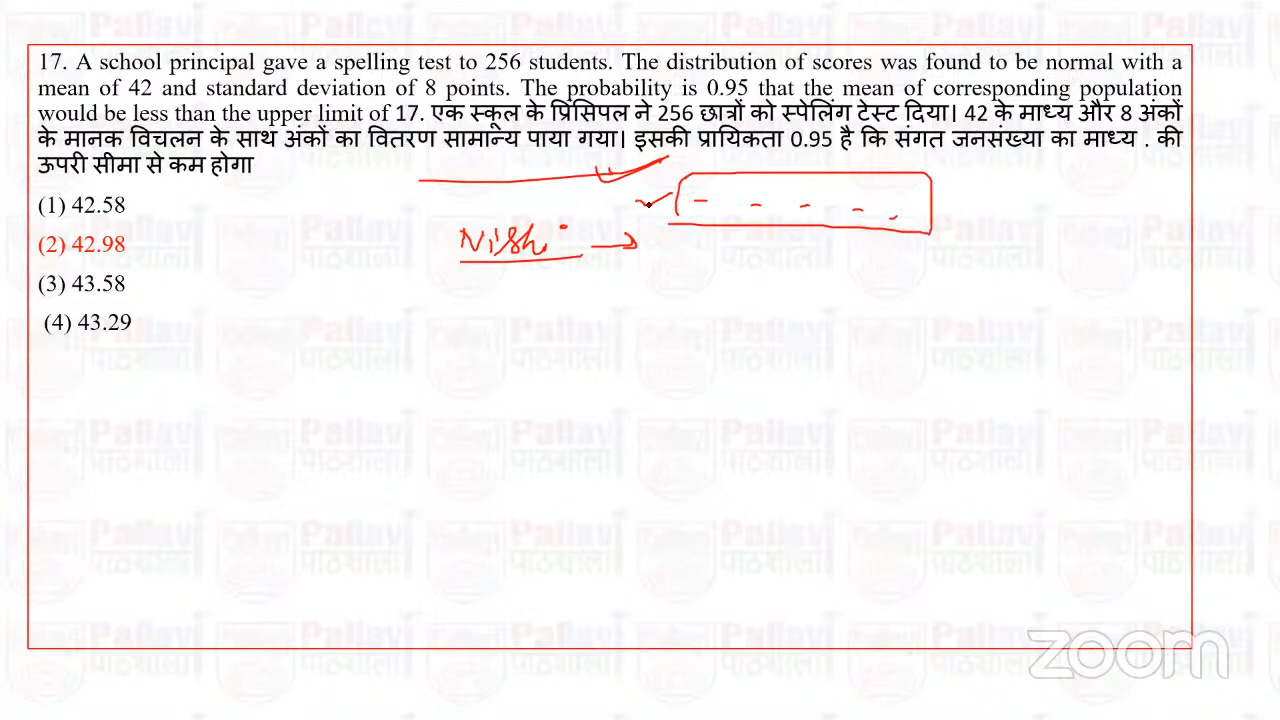 17. A school principal gave a spelling test to 256 students. The distribution of scores was found to be normal with a
mean of 42 and standard deviation of 8 points. The probability is 0.95 that the mean of corresponding population
would be less than the upper limit of 17. एक स्कूल के प्रिंसिपल ने 256 छात्रों को स्पेलिंग टेस्ट दिया। 42 के माध्य और 8 अंकों
के मानक विचलन के साथ अंकों का वितरण सामान्य पाया गया। इसकी प्रायिकता 0.95 है कि संगत जनसंख्या का माध्य . की
ऊपरी सीमा से कम होगा
(1) 42.58
Nishi
(2) 42.98
(3) 43.58
(4) 43.29
zoom